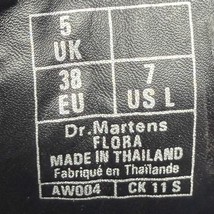 5
UK
38
EU
7
US L
Dr.Martens
FLORA
MADE IN THAILAND
Fabriqué en Thaïlande
AW004
CK 11 S